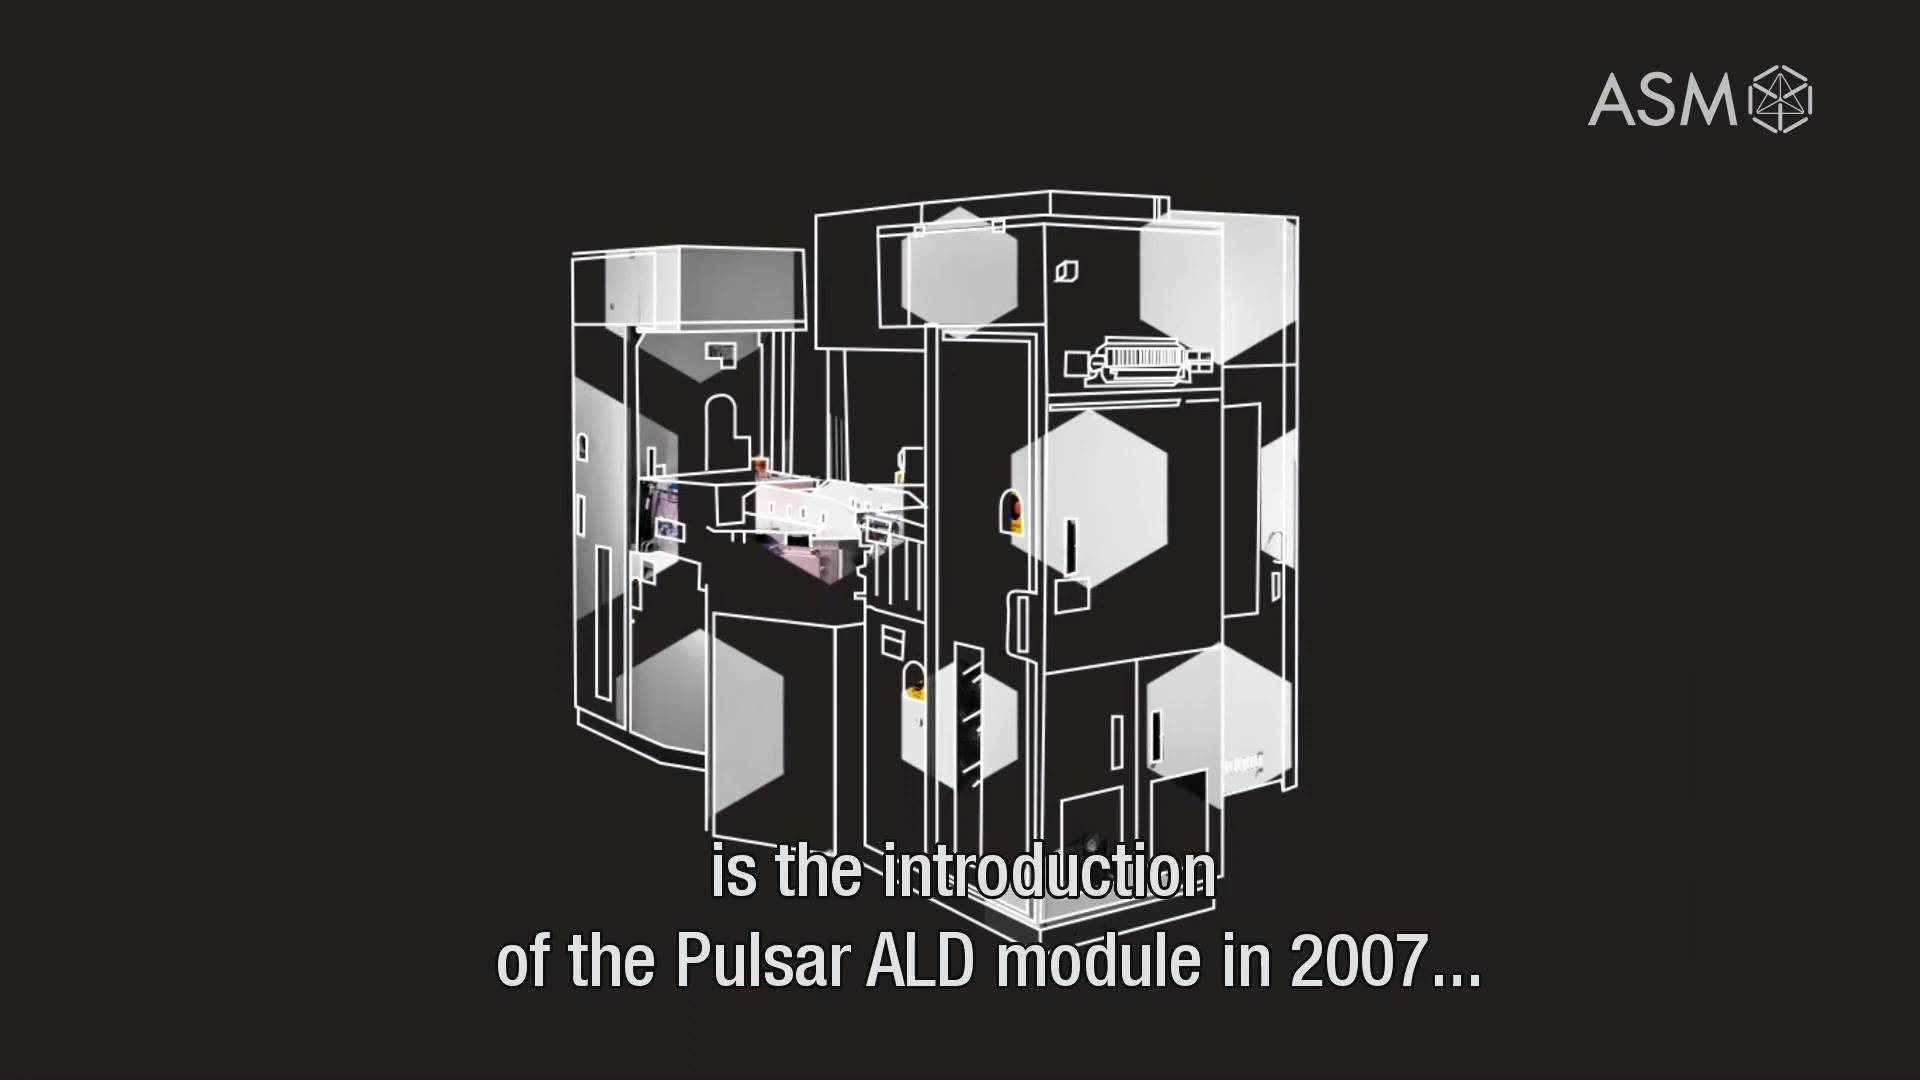 ASM
is the introduction
of the Pulsar ALD module in 2007...